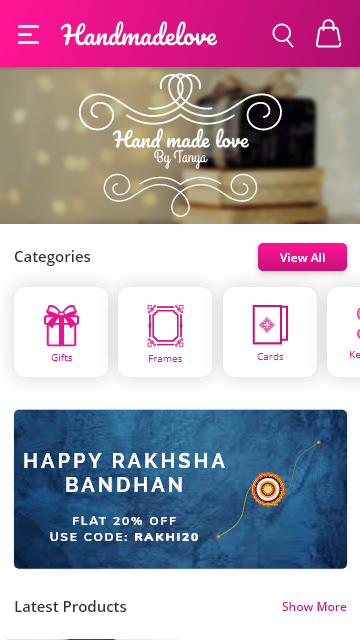 Handmadelove
Hand made love
By Tanya
Categories
View All
Gifts
Frames
Cards
Ke
HAPPY RAKHSHA
BANDHAN
FLAT 20% OFF
USE CODE: RAKHI20
Latest Products
Show More